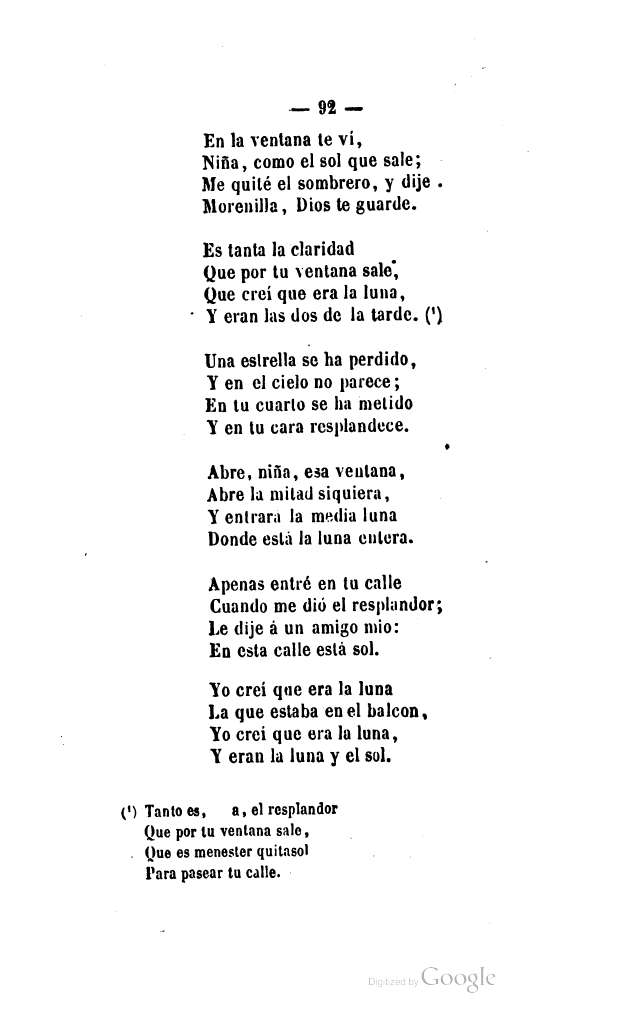 — 92 —
En la ventana te ví,
Niña, como el sol que sale;
Me quité el sombrero, y dije .
Morenilla, Dios te guarde.
Es tanta la claridad
Que por tu ventana sale,
Que creí que era la luna,
Y eran las dos de la tarde. (¹)
Una estrella se ha perdido,
Y en el cielo no parece;
En tu cuarto se ha metido
Y en tu cara resplandece.
Abre, niña, esa ventana,
Abre la mitad siquiera,
Y entrara la media luna
Donde está la luna entera.
Apenas entré en tu calle
Cuando me dió el resplandor;
Le dije á un amigo mio:
En esta calle está sol.
Yo creí que era la luna
La que estaba en el balcon,
Yo crei que era la luna,
Y eran la luna y el sol.
(¹) Tanto es, a, el resplandor
Que por tu ventana sale,
Que es menester quitasol
Para pasear tu calle.
Digitized by Google